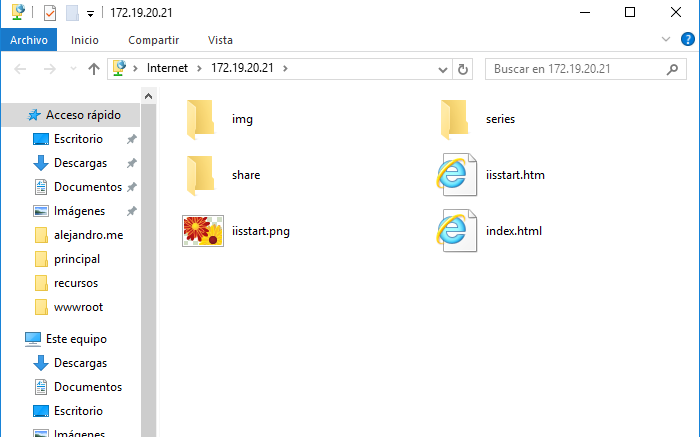 172.19.20.21
Archivo Inicio Compartir Vista
Internet 172.19.20.21 Buscar en 172.19.20.21
Acceso rápido
Escritorio
Descargas
Documentos
Imágenes
alejandro.me
principal
recursos
wwwroot
Este equipo
Descargas
Documentos
Escritorio
Imágenes
img series
share iisstart.htm
iisstart.png index.html